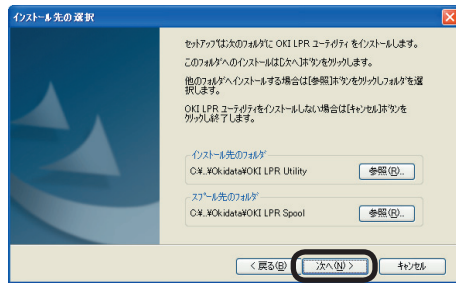 インストール先の選択
セットアップは次のフォルダに OKI LPR ユーティリティ をインストールします。
このフォルダへのインストールは[次へ]ボタンをクリックします。
他のフォルダへインストールする場合は[参照]ボタンをクリックしフォルダを選
択します。
OKI LPR ユーティリティをインストールしない場合は[キャンセル]ボタンを
クリックし終了します。
インストール先のフォルダ
C:¥..¥Okidata¥OKI LPR Utility
参照(R)...
スプール先のフォルダ
C:¥..¥Okidata¥OKI LPR Spool
参照(R)...
< 戻る(B)
次へ(N) >
キャンセル